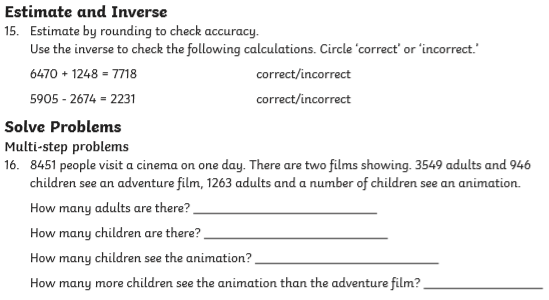 Estimate and Inverse
15. Estimate by rounding to check accuracy.
Use the inverse to check the following calculations. Circle ‘correct’ or ‘incorrect.’
6470 + 1248 = 7718 correct/incorrect
5905 - 2674 = 2231 correct/incorrect
Solve Problems
Multi-step problems
16. 8451 people visit a cinema on one day. There are two films showing. 3549 adults and 946
children see an adventure film, 1263 adults and a number of children see an animation.
How many adults are there?
How many children are there?
How many children see the animation?
How many more children see the animation than the adventure film?